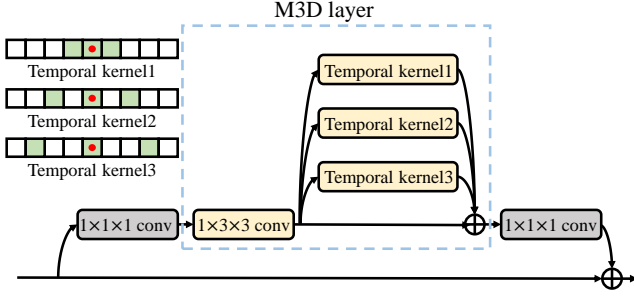 M3D layer
Temporal kernel1
Temporal kernel2
Temporal kernel3
Temporal kernel1
Temporal kernel2
Temporal kernel3
1×1×1 conv
1×3×3 conv
1×1×1 conv